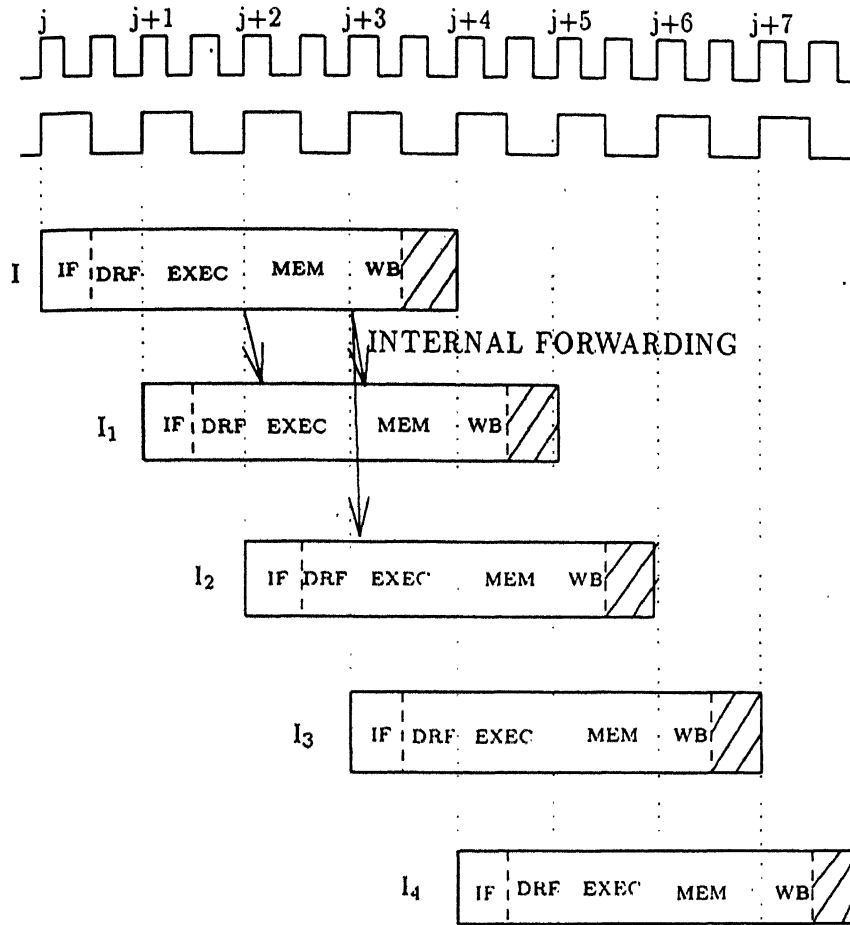 j j+1 j+2 j+3 j+4 j+5 j+6 j+7
I IF DRF EXEC MEM WB
INTERNAL FORWARDING
I₁ IF DRF EXEC MEM WB
I₂ IF DRF EXEC MEM WB
I₃ IF DRF EXEC MEM WB
I₄ IF DRF EXEC MEM WB